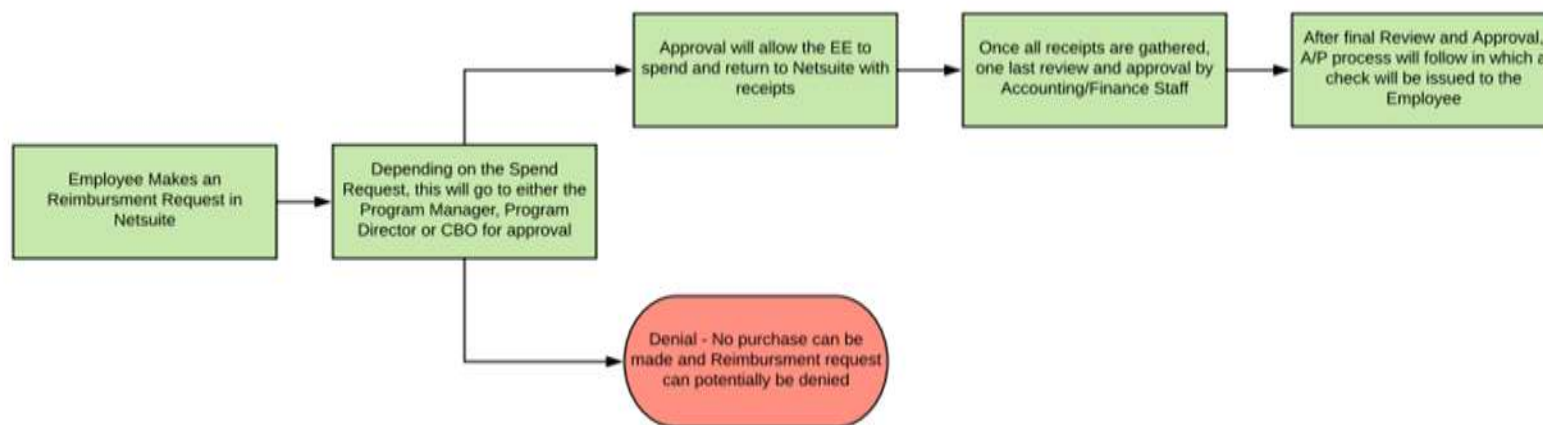 Employee Makes an
Reimbursment Request in
Netsuite
Depending on the Spend
Request, this will go to either the
Program Manager, Program
Director or CBO for approval
Approval will allow the EE to
spend and return to Netsuite with
receipts
Once all receipts are gathered,
one last review and approval by
Accounting/Finance Staff
After final Review and Approval,
A/P process will follow in which a
check will be issued to the
Employee
Denial - No purchase can be
made and Reimbursment request
can potentially be denied